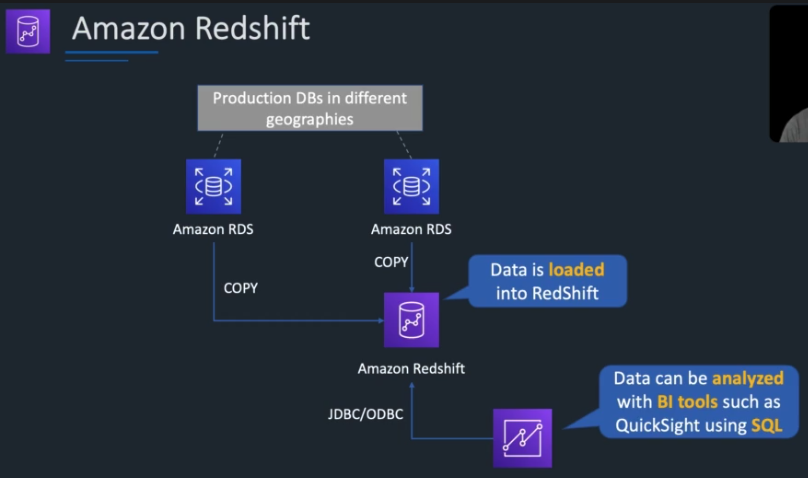 Amazon Redshift
Production DBs in different
geographies
Amazon RDS
Amazon RDS
COPY
COPY
Data is loaded
into RedShift
Amazon Redshift
JDBC/ODBC
Data can be analyzed
with BI tools such as
QuickSight using SQL